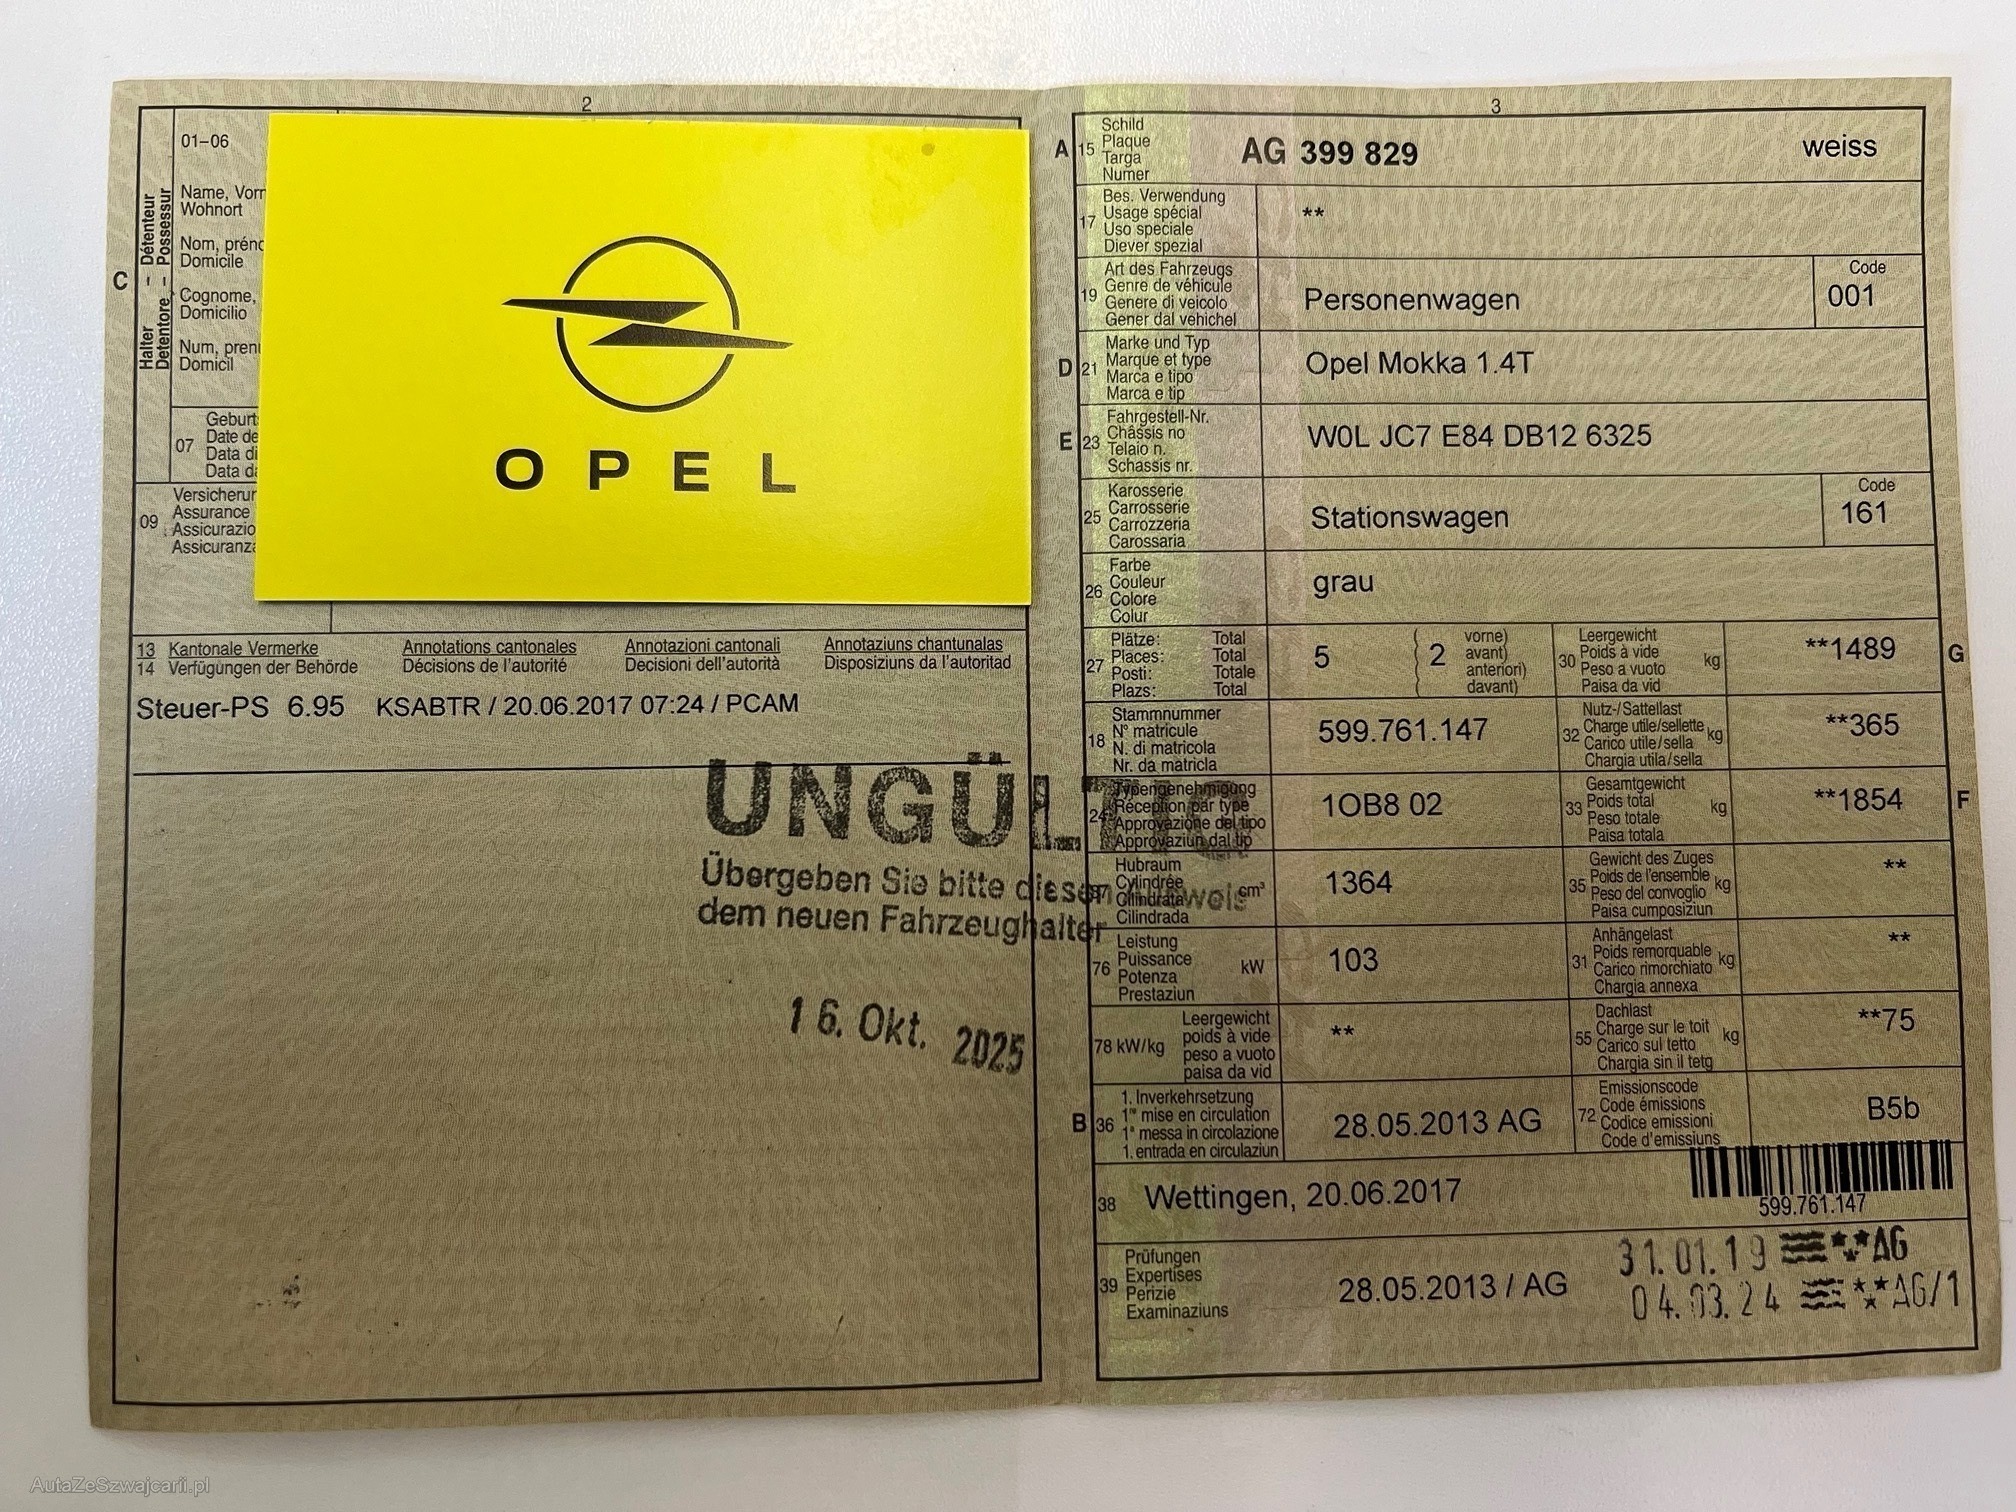 2
01–06
Name, Vorn
Wohnort
Nom, préno
Domicile
Cognome,
Domicilio
Num, pren
Domicil
C
Halter – Détenteur
Detentore – Possessur
07
Geburt
Date de
Data di
Data da
09
Versicherun
Assurance
Assicurazio
Assicuranza
OPEL
13 Kantonale Vermerke Annotations cantonales Annotazioni cantonali Annotaziuns chantunalas
14 Verfügungen der Behörde Décisions de l'autorité Decisioni dell'autorità Disposiziuns da l'autoritad
Steuer-PS 6.95 KSABTR / 20.06.2017 07:24 / PCAM
UNGÜLTIG
Übergeben Sie bitte diesen Ausweis
dem neuen Fahrzeughalter
16. Okt. 2025
3
A 15
Schild
Plaque
Targa
Numer
AG 399 829 weiss
17
Bes. Verwendung
Usage spécial
Uso speciale
Diever spezial
**
19
Art des Fahrzeugs
Genre de véhicule
Genere di veicolo
Gener dal vehichel
Personenwagen
Code
001
D 21
Marke und Typ
Marque et type
Marca e tipo
Marca e tip
Opel Mokka 1.4T
E 23
Fahrgestell-Nr.
Châssis no
Telaio n.
Schassis nr.
W0L JC7 E84 DB12 6325
25
Karosserie
Carrosserie
Carrozzeria
Carossaria
Stationswagen
Code
161
26
Farbe
Couleur
Colore
Colur
grau
27
Plätze: Total
Places: Total
Posti: Totale
Plazs: Total
5
2
vorne)
avant)
anteriori)
davant)
30
Leergewicht
Poids à vide
Peso a vuoto
Paisa da vid
kg
**1489
G
18
Stammnummer
N° matricule
N. di matricola
Nr. da matricla
599.761.147
32
Nutz-/Sattellast
Charge utile/sellette
Carico utile/sella
Chargia utila/sella
kg
**365
24
Typengenehmigung
Réception par type
Approvazione del tipo
Approvaziun dal tip
1OB8 02
33
Gesamtgewicht
Poids total
Peso totale
Paisa totala
kg
**1854
F
37
Hubraum
Cylindrée
Cilindrata
Cilindrada
cm³
1364
35
Gewicht des Zuges
Poids de l'ensemble
Peso del convoglio
Paisa cumposiziun
kg
**
76
Leistung
Puissance
Potenza
Prestaziun
kW
103
31
Anhängelast
Poids remorquable
Carico rimorchiato
Chargia annexa
kg
**
78 kW/kg
Leergewicht
poids à vide
peso a vuoto
paisa da vid
**
55
Dachlast
Charge sur le toit
Carico sul tetto
Chargia sin il tetg
kg
**75
B 36
1. Inverkehrsetzung
1re mise en circulation
1a messa in circolazione
1. entrada en circulaziun
28.05.2013 AG
72
Emissionscode
Code émissions
Codice emissioni
Code d'emissiuns
B5b
38 Wettingen, 20.06.2017
599.761.147
39
Prüfungen
Expertises
Perizie
Examinaziuns
28.05.2013 / AG
31.01.19 AG
04.03.24 AG/1
AutaZeSzwajcarii.pl